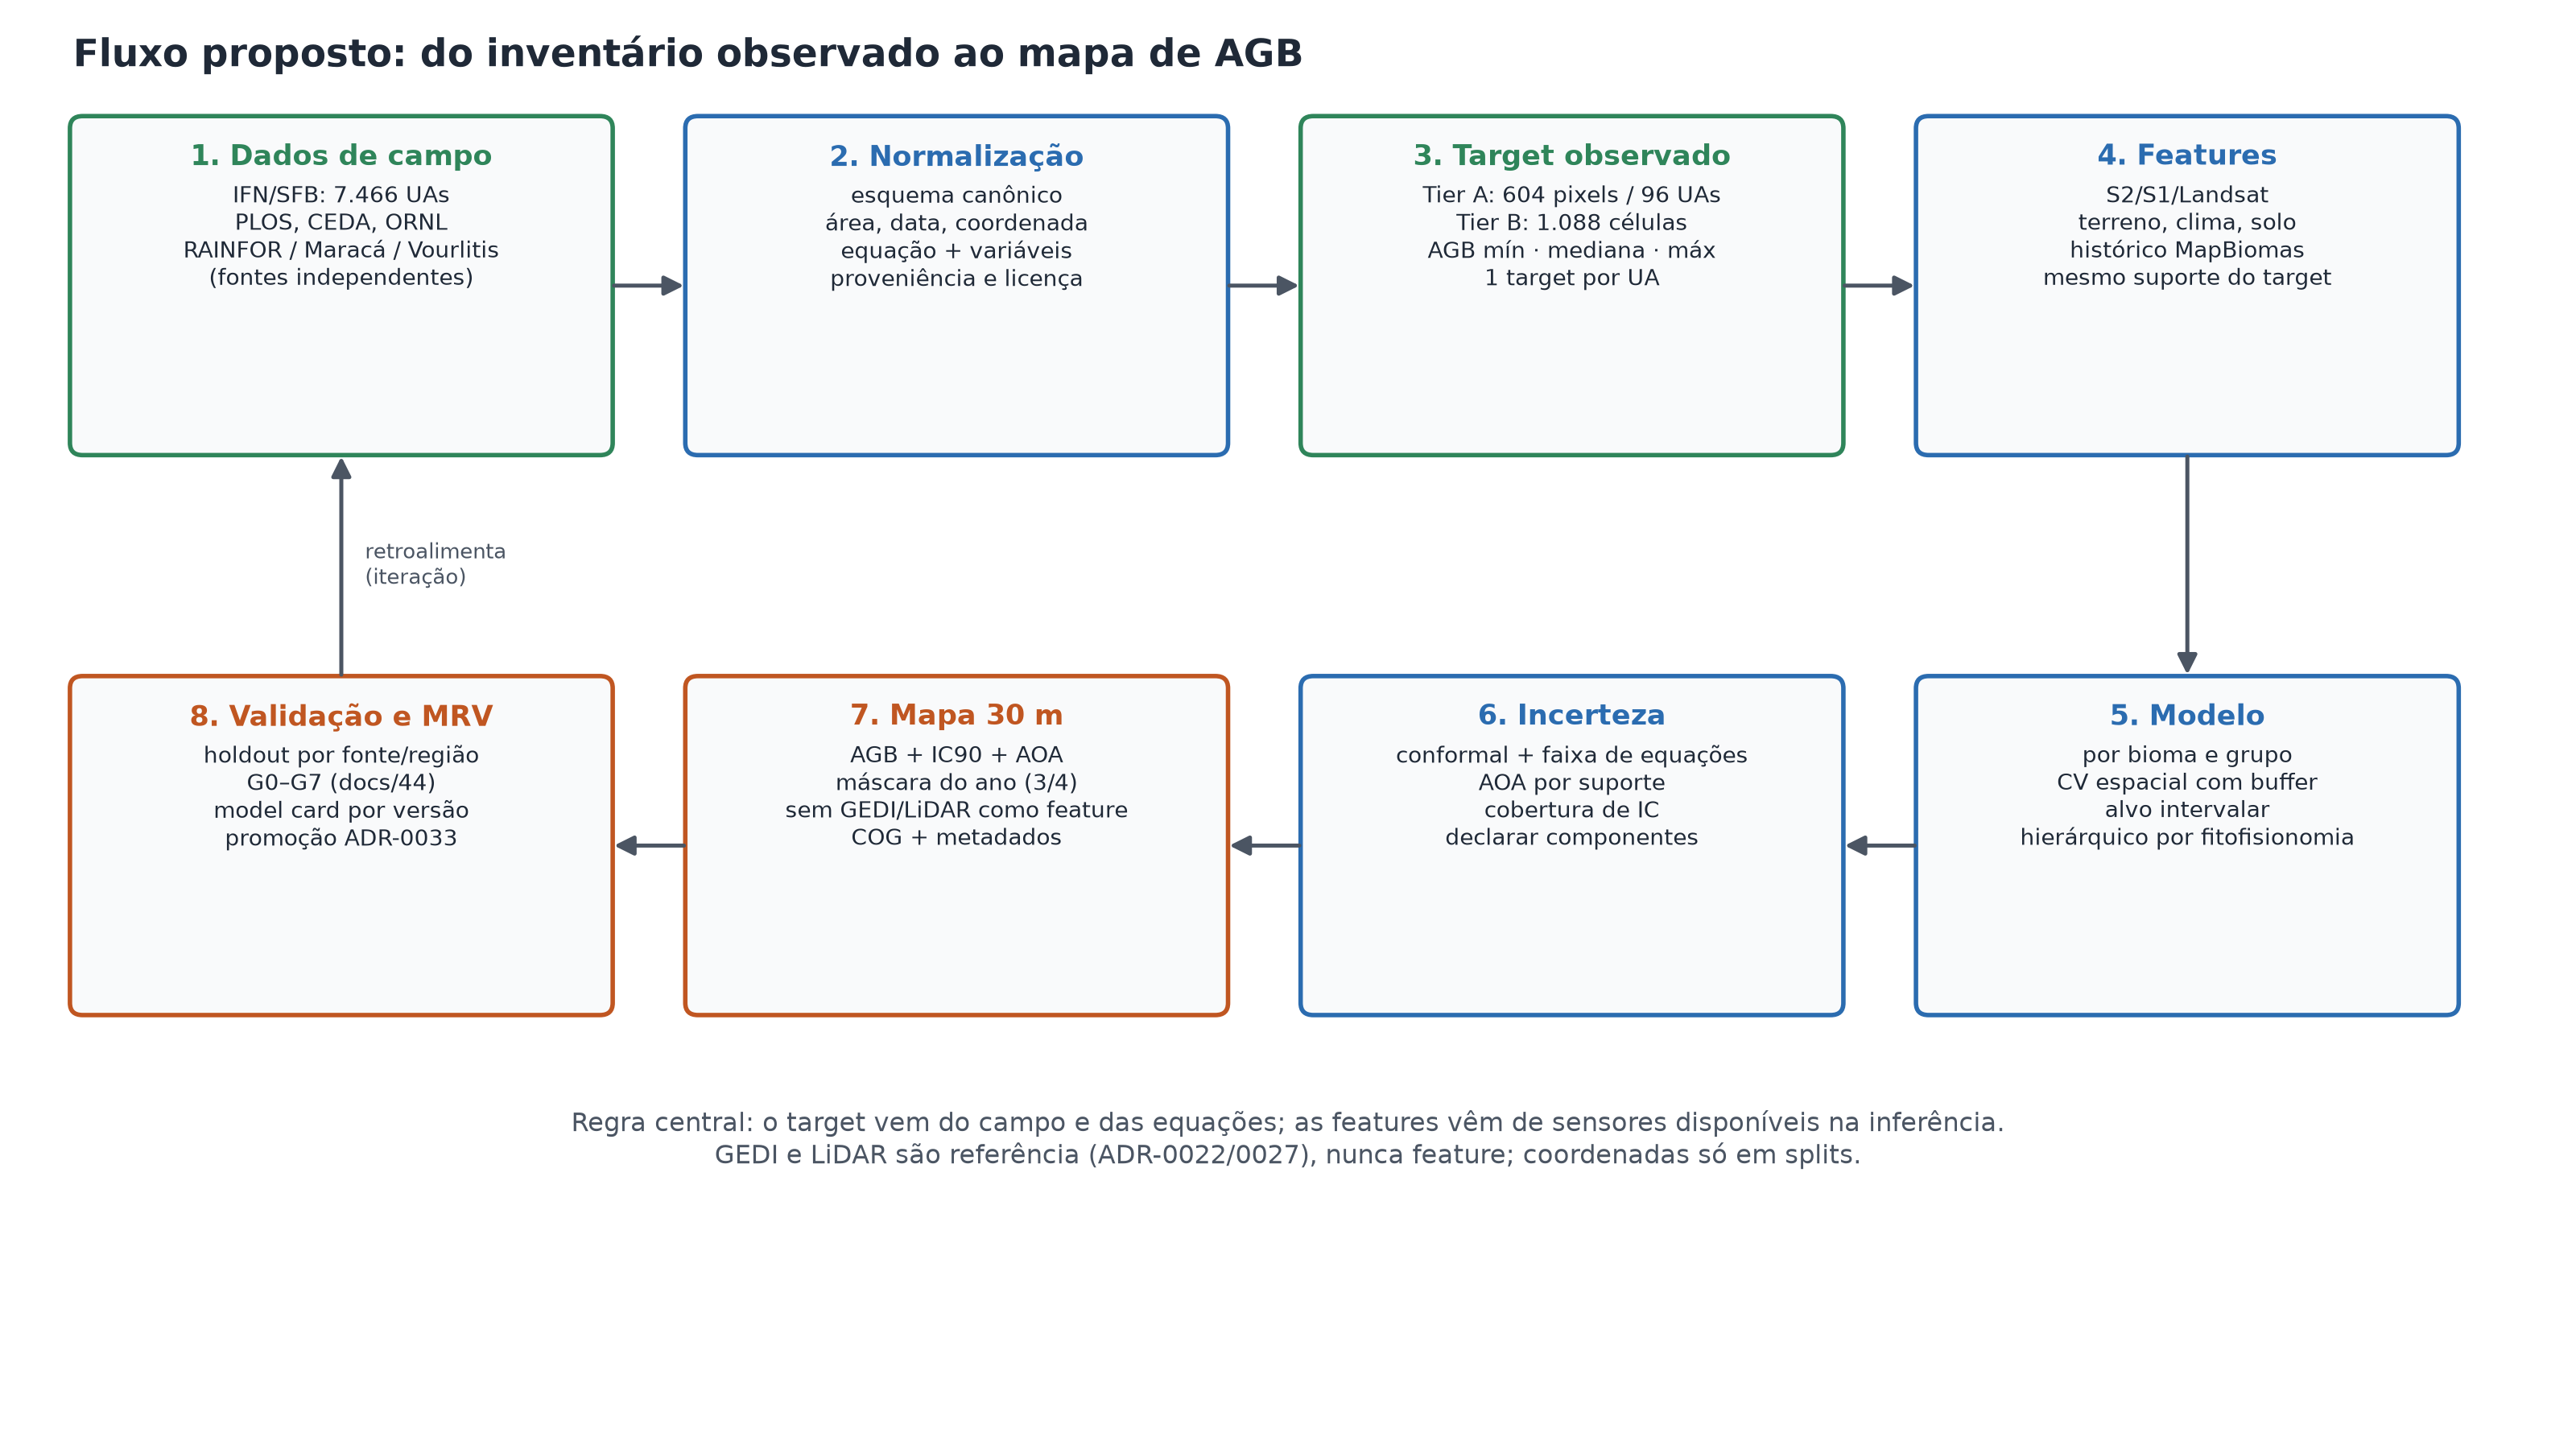 Fluxo proposto: do inventário observado ao mapa de AGB
1. Dados de campo
IFN/SFB: 7.466 UAs
PLOS, CEDA, ORNL
RAINFOR / Maracá / Vourlitis
(fontes independentes)
2. Normalização
esquema canônico
área, data, coordenada
equação + variáveis
proveniência e licença
3. Target observado
Tier A: 604 pixels / 96 UAs
Tier B: 1.088 células
AGB mín · mediana · máx
1 target por UA
4. Features
S2/S1/Landsat
terreno, clima, solo
histórico MapBiomas
mesmo suporte do target
retroalimenta
(iteração)
8. Validação e MRV
holdout por fonte/região
G0–G7 (docs/44)
model card por versão
promoção ADR-0033
7. Mapa 30 m
AGB + IC90 + AOA
máscara do ano (3/4)
sem GEDI/LiDAR como feature
COG + metadados
6. Incerteza
conformal + faixa de equações
AOA por suporte
cobertura de IC
declarar componentes
5. Modelo
por bioma e grupo
CV espacial com buffer
alvo intervalar
hierárquico por fitofisionomia
Regra central: o target vem do campo e das equações; as features vêm de sensores disponíveis na inferência.
GEDI e LiDAR são referência (ADR-0022/0027), nunca feature; coordenadas só em splits.